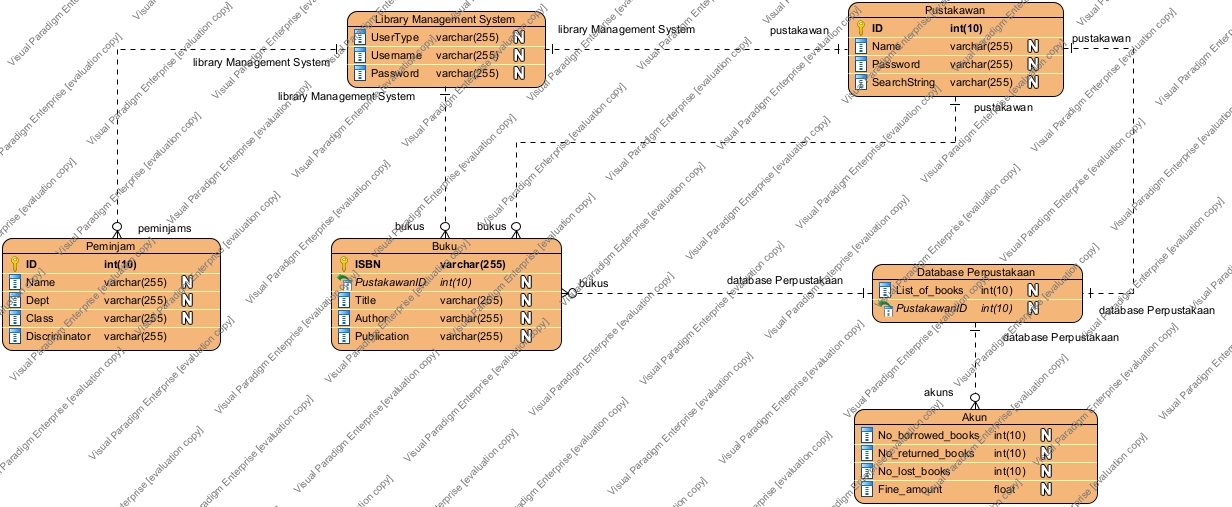 Library Management System
UserType varchar(255) N
Username varchar(255) N
Password varchar(255) N
Pustakawan
ID int(10)
Name varchar(255) N
Password varchar(255) N
SearchString varchar(255) N
library Management System
pustakawan
pustakawan
library Management System
library Management System
pustakawan
peminjams
bukus
bukus
Peminjam
ID int(10)
Name varchar(255) N
Dept varchar(255) N
Class varchar(255) N
Discriminator varchar(255)
Buku
ISBN varchar(255)
PustakawanID int(10) N
Title varchar(255) N
Author varchar(255) N
Publication varchar(255) N
bukus
database Perpustakaan
Database Perpustakaan
List_of_books int(10) N
PustakawanID int(10) N
database Perpustakaan
database Perpustakaan
akuns
Akun
No_borrowed_books int(10) N
No_returned_books int(10) N
No_lost_books int(10) N
Fine_amount float N
Visual Paradigm Enterprise [evaluation copy]